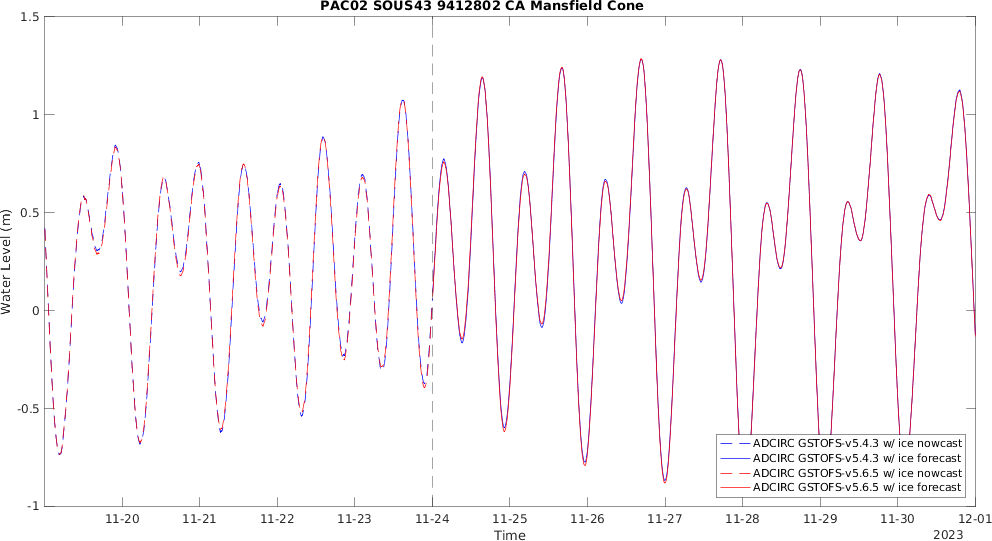 PAC02 SOUS43 9412802 CA Mansfield Cone
1.5
1
0.5
0
-0.5
-1
Water Level (m)
11-20 11-21 11-22 11-23 11-24 11-25 11-26 11-27 11-28 11-29 11-30 12-01
Time
2023
ADCIRC GSTOFS-v5.4.3 w/ ice nowcast
ADCIRC GSTOFS-v5.4.3 w/ ice forecast
ADCIRC GSTOFS-v5.6.5 w/ ice nowcast
ADCIRC GSTOFS-v5.6.5 w/ ice forecast